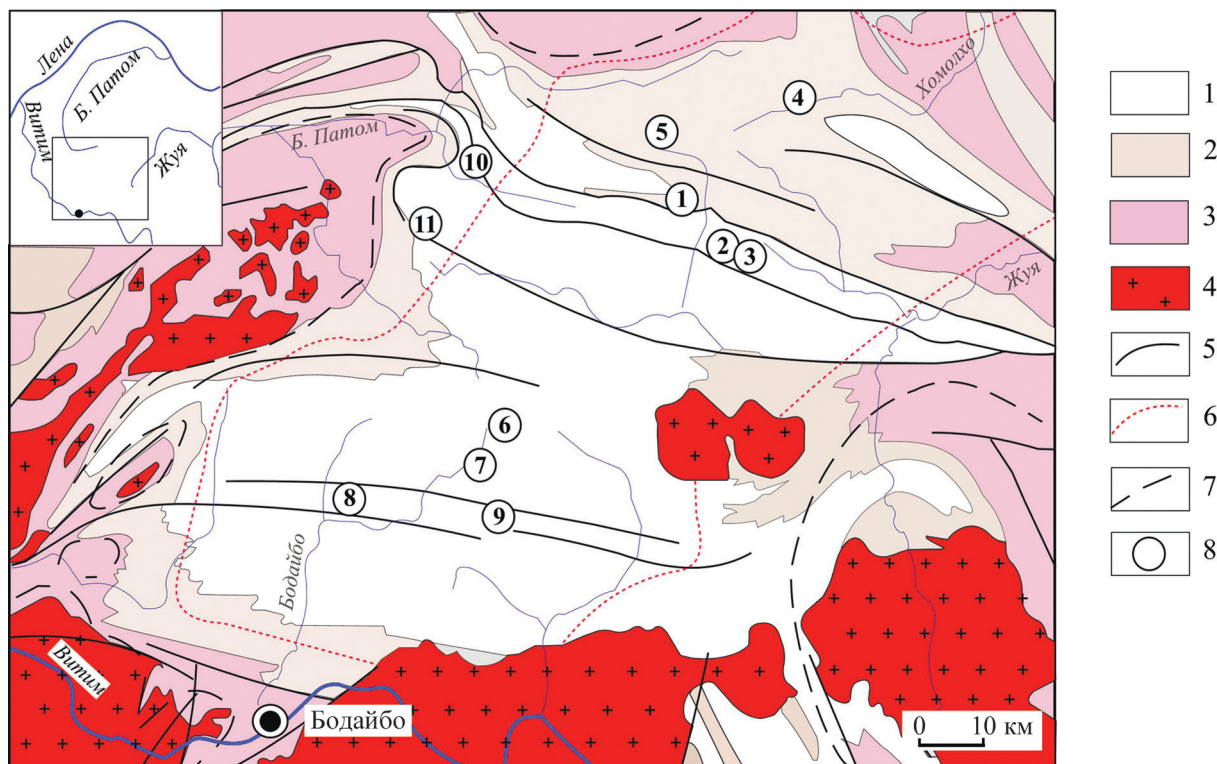 Лена
Б. Патом
Витим
Жуя
Хомолхо
4
5
Б. Патом
10
1
11
2
3
Жуя
6
7
8
9
Бодайбо
Витим
Бодайбо
0 10 км
1
2
3
4
5
6
7
8